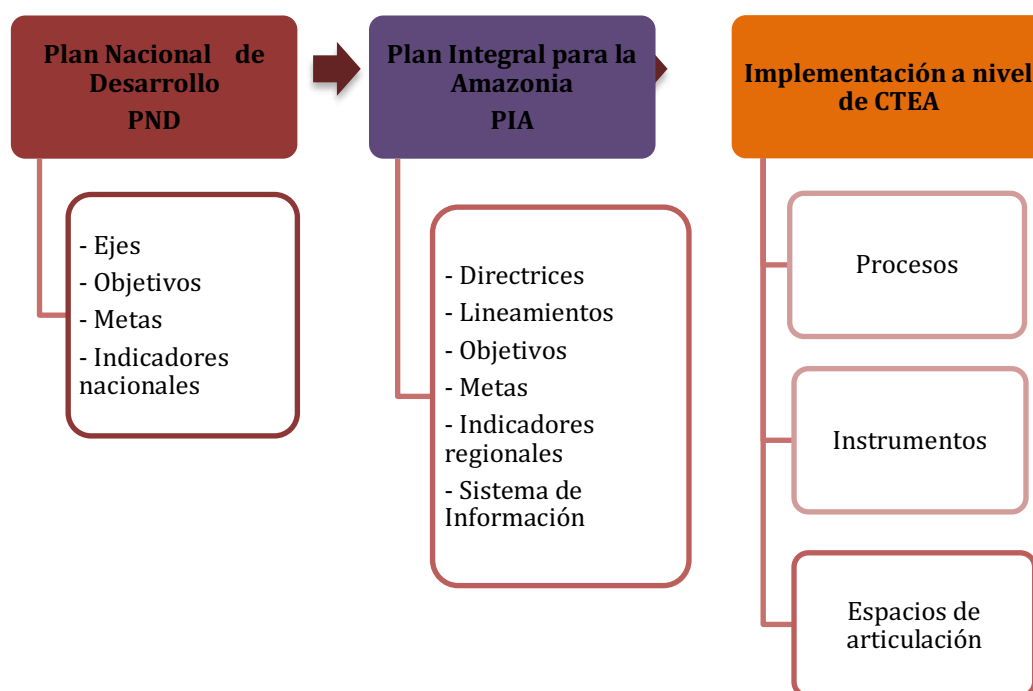 Plan Nacional de
Desarrollo
PND
- Ejes
- Objetivos
- Metas
- Indicadores
nacionales
Plan Integral para la
Amazonia
PIA
- Directrices
- Lineamientos
- Objetivos
- Metas
- Indicadores
regionales
- Sistema de
Información
Implementación a nivel
de CTEA
Procesos
Instrumentos
Espacios de
articulación